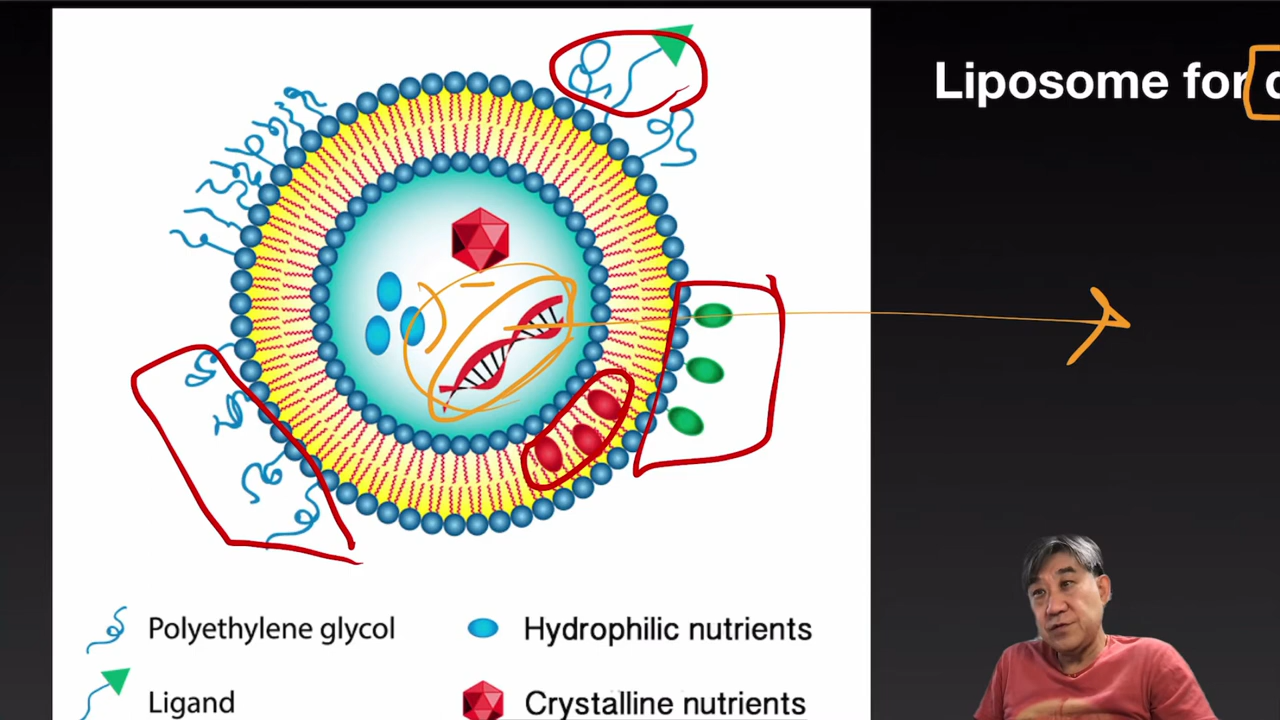 Liposome for
Polyethylene glycol
Hydrophilic nutrients
Ligand
Crystalline nutrients